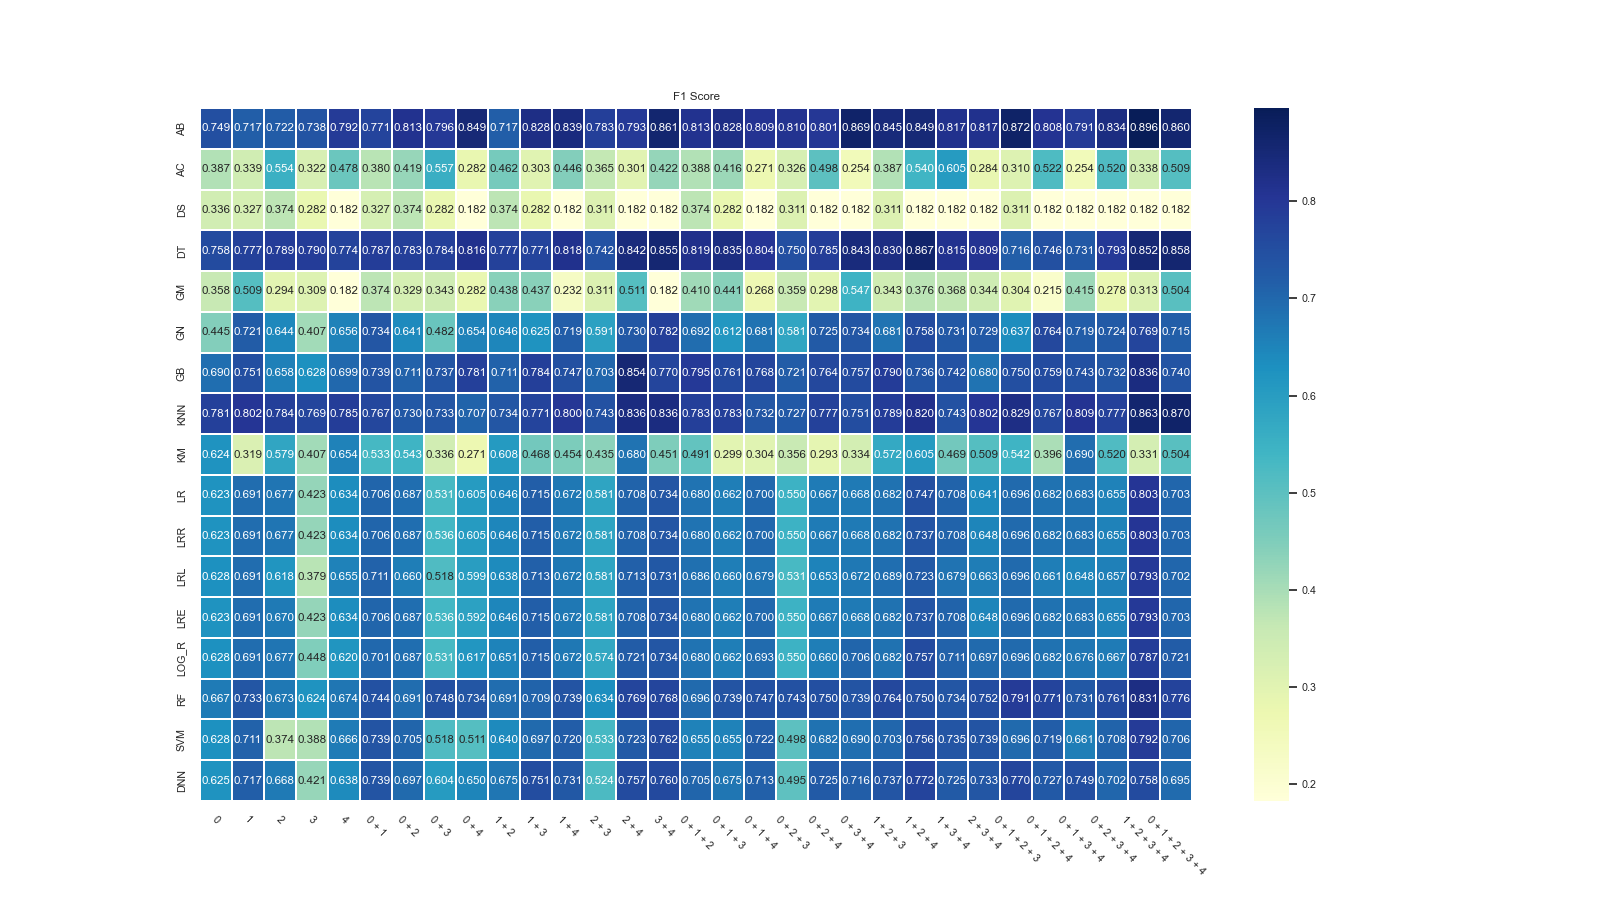 F1 Score
AB 0.749 0.717 0.722 0.738 0.792 0.771 0.813 0.796 0.849 0.717 0.828 0.839 0.783 0.793 0.861 0.813 0.828 0.809 0.810 0.801 0.869 0.845 0.849 0.817 0.817 0.872 0.808 0.791 0.834 0.896 0.860
AC 0.387 0.339 0.554 0.322 0.478 0.380 0.419 0.557 0.282 0.462 0.303 0.446 0.365 0.301 0.422 0.388 0.416 0.271 0.326 0.498 0.254 0.387 0.540 0.605 0.284 0.310 0.522 0.254 0.520 0.338 0.509
DS 0.336 0.327 0.374 0.282 0.182 0.327 0.374 0.282 0.182 0.374 0.282 0.182 0.311 0.182 0.182 0.374 0.282 0.182 0.311 0.182 0.182 0.311 0.182 0.182 0.182 0.311 0.182 0.182 0.182 0.182 0.182
DT 0.758 0.777 0.789 0.790 0.774 0.787 0.783 0.784 0.816 0.777 0.771 0.818 0.742 0.842 0.855 0.819 0.835 0.804 0.750 0.785 0.843 0.830 0.867 0.815 0.809 0.716 0.746 0.731 0.793 0.852 0.858
GM 0.358 0.509 0.294 0.309 0.182 0.374 0.329 0.343 0.282 0.438 0.437 0.232 0.311 0.511 0.182 0.410 0.441 0.268 0.359 0.298 0.547 0.343 0.376 0.368 0.344 0.304 0.215 0.415 0.278 0.313 0.504
GN 0.445 0.721 0.644 0.407 0.656 0.734 0.641 0.482 0.654 0.646 0.625 0.719 0.591 0.730 0.782 0.692 0.612 0.681 0.581 0.725 0.734 0.681 0.758 0.731 0.729 0.637 0.764 0.719 0.724 0.769 0.715
GB 0.690 0.751 0.658 0.628 0.699 0.739 0.711 0.737 0.781 0.711 0.784 0.747 0.703 0.854 0.770 0.795 0.761 0.768 0.721 0.764 0.757 0.790 0.736 0.742 0.680 0.750 0.759 0.743 0.732 0.836 0.740
KNN 0.781 0.802 0.784 0.769 0.785 0.767 0.730 0.733 0.707 0.734 0.771 0.800 0.743 0.836 0.836 0.783 0.783 0.732 0.727 0.777 0.751 0.789 0.820 0.743 0.802 0.829 0.767 0.809 0.777 0.863 0.870
KM 0.624 0.319 0.579 0.407 0.654 0.533 0.543 0.336 0.271 0.608 0.468 0.454 0.435 0.680 0.451 0.491 0.299 0.304 0.356 0.293 0.334 0.572 0.605 0.469 0.509 0.542 0.396 0.690 0.520 0.331 0.504
LR 0.623 0.691 0.677 0.423 0.634 0.706 0.687 0.531 0.605 0.646 0.715 0.672 0.581 0.708 0.734 0.680 0.662 0.700 0.550 0.667 0.668 0.682 0.747 0.708 0.641 0.696 0.682 0.683 0.655 0.803 0.703
LRR 0.623 0.691 0.677 0.423 0.634 0.706 0.687 0.536 0.605 0.646 0.715 0.672 0.581 0.708 0.734 0.680 0.662 0.700 0.550 0.667 0.668 0.682 0.737 0.708 0.648 0.696 0.682 0.683 0.655 0.803 0.703
LRL 0.628 0.691 0.618 0.379 0.655 0.711 0.660 0.518 0.599 0.638 0.713 0.672 0.581 0.713 0.731 0.686 0.660 0.679 0.531 0.653 0.672 0.689 0.723 0.679 0.663 0.696 0.661 0.648 0.657 0.793 0.702
LRE 0.623 0.691 0.670 0.423 0.634 0.706 0.687 0.536 0.592 0.646 0.715 0.672 0.581 0.708 0.734 0.680 0.662 0.700 0.550 0.667 0.668 0.682 0.737 0.708 0.648 0.696 0.682 0.683 0.655 0.793 0.703
LOG_R 0.628 0.691 0.677 0.448 0.620 0.701 0.687 0.531 0.617 0.651 0.715 0.672 0.574 0.721 0.734 0.680 0.662 0.693 0.550 0.660 0.706 0.682 0.757 0.711 0.697 0.696 0.682 0.676 0.667 0.787 0.721
RF 0.667 0.733 0.673 0.624 0.674 0.744 0.691 0.748 0.734 0.691 0.709 0.739 0.634 0.769 0.768 0.696 0.739 0.747 0.743 0.750 0.739 0.764 0.750 0.734 0.752 0.791 0.771 0.731 0.761 0.831 0.776
SVM 0.628 0.711 0.374 0.388 0.666 0.739 0.705 0.518 0.511 0.640 0.697 0.720 0.533 0.723 0.762 0.655 0.655 0.722 0.498 0.682 0.690 0.703 0.756 0.735 0.739 0.696 0.719 0.661 0.708 0.792 0.706
DNN 0.625 0.717 0.668 0.421 0.638 0.739 0.697 0.604 0.650 0.675 0.751 0.731 0.524 0.757 0.760 0.705 0.675 0.713 0.495 0.725 0.716 0.737 0.772 0.725 0.733 0.770 0.727 0.749 0.702 0.758 0.695
0 1 2 3 4 0 + 1 0 + 2 0 + 3 0 + 4 1 + 2 1 + 3 1 + 4 2 + 3 2 + 4 3 + 4 0 + 1 + 2 0 + 1 + 3 0 + 1 + 4 0 + 2 + 3 0 + 2 + 4 0 + 3 + 4 1 + 2 + 3 1 + 2 + 4 1 + 3 + 4 2 + 3 + 4 0 + 1 + 2 + 3 0 + 1 + 2 + 4 0 + 1 + 3 + 4 0 + 2 + 3 + 4 1 + 2 + 3 + 4 0 + 1 + 2 + 3 + 4
0.8
0.7
0.6
0.5
0.4
0.3
0.2